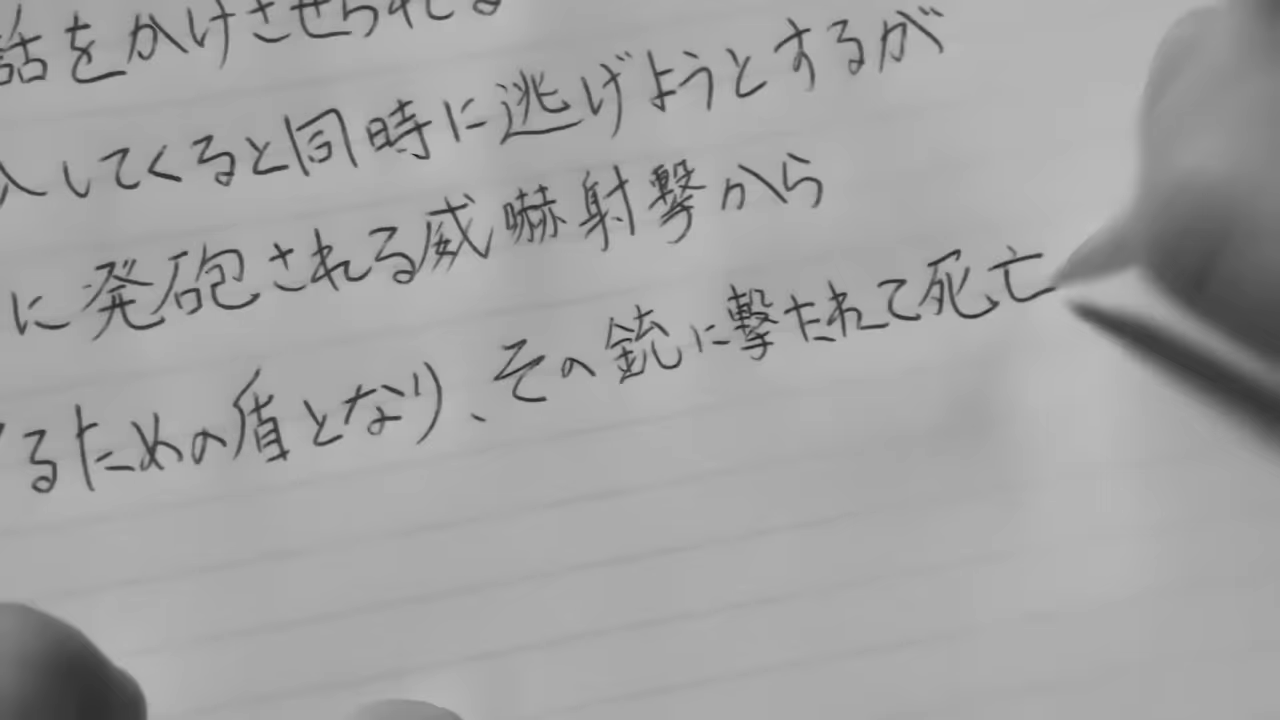 話をかけさせられる
入してくると同時に逃げようとするが
に発砲される威嚇射撃から
るための盾となり、その銃に撃たれて死亡